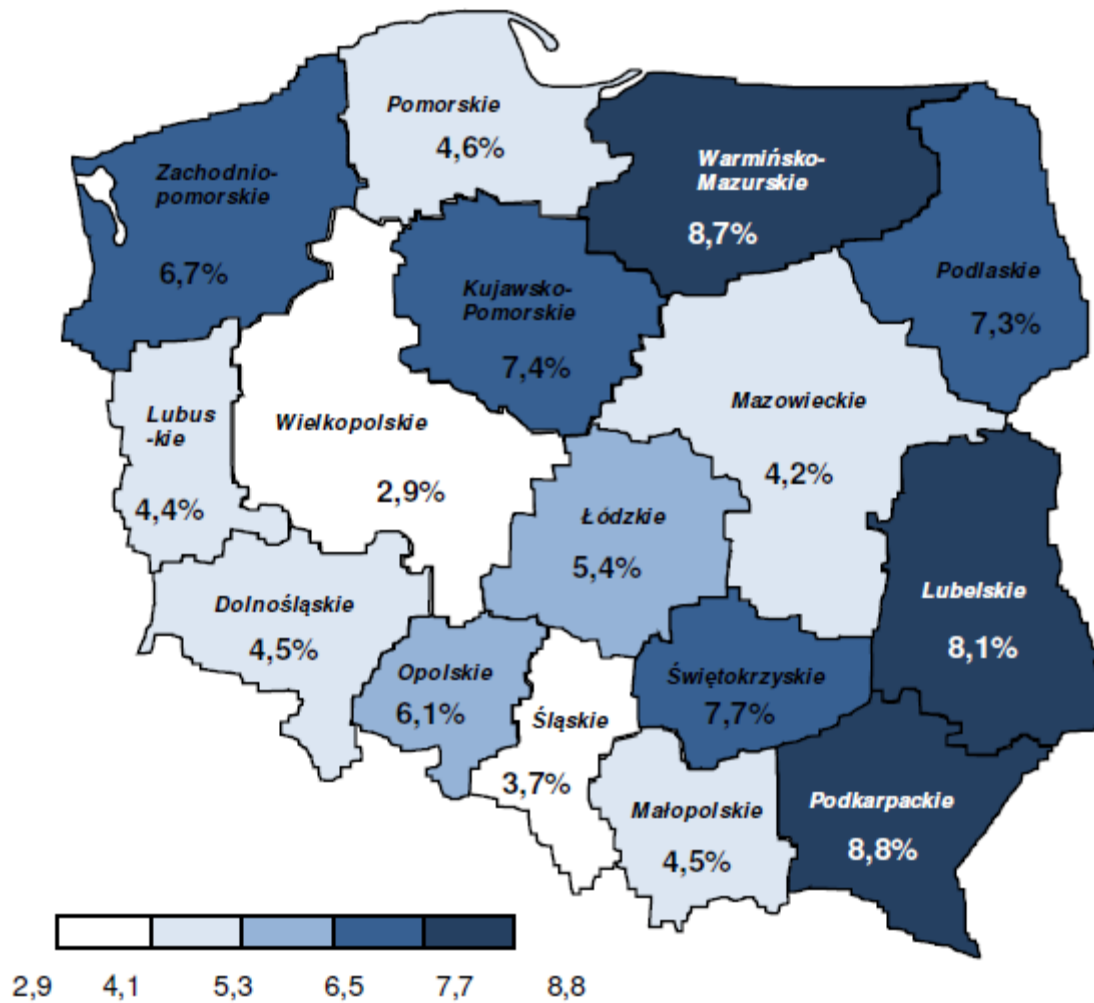 Pomorskie
4,6%
Zachodnio-
pomorskie
6,7%
Warmińsko-
Mazurskie
8,7%
Podlaskie
7,3%
Kujawsko-
Pomorskie
7,4%
Lubus
-kie
4,4%
Wielkopolskie
2,9%
Mazowieckie
4,2%
Łódzkie
5,4%
Lubelskie
8,1%
Dolnośląskie
4,5%
Opolskie
6,1%
Śląskie
3,7%
Świętokrzyskie
7,7%
Małopolskie
4,5%
Podkarpackie
8,8%
2,9 4,1 5,3 6,5 7,7 8,8